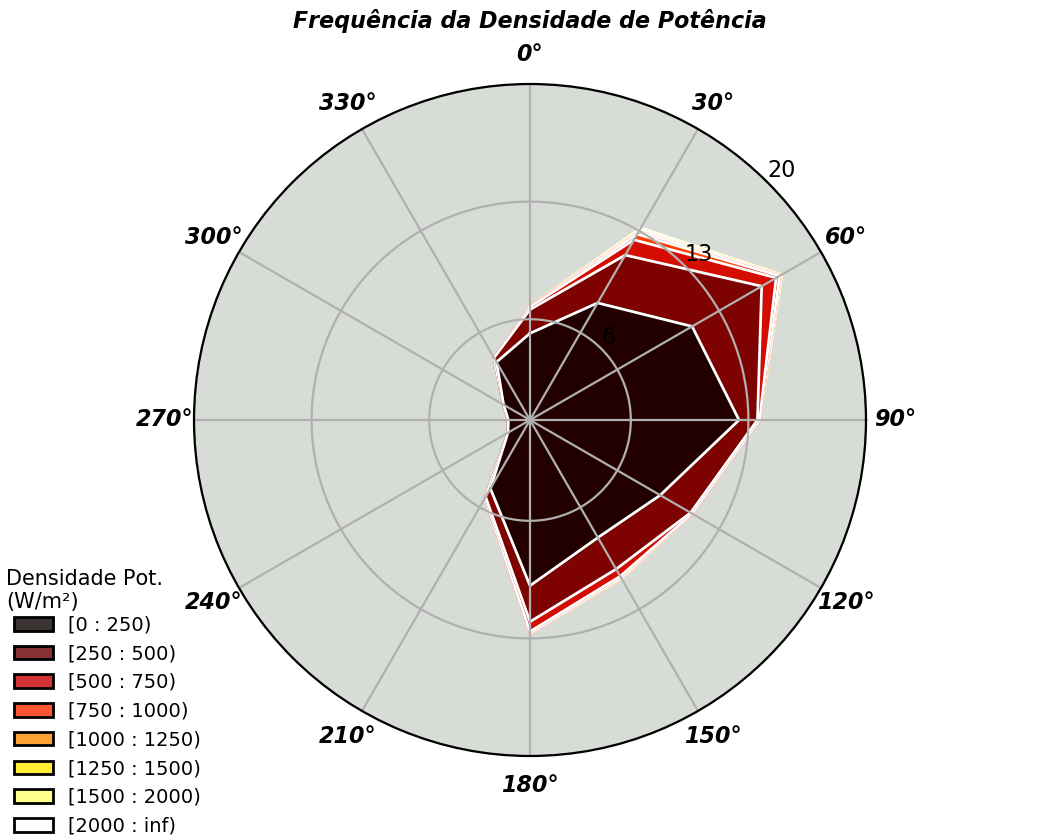 Frequência da Densidade de Potência
0°
30°
60°
90°
120°
150°
180°
210°
240°
270°
300°
330°
20
13
6
Densidade Pot.
(W/m²)
[0 : 250)
[250 : 500)
[500 : 750)
[750 : 1000)
[1000 : 1250)
[1250 : 1500)
[1500 : 2000)
[2000 : inf)